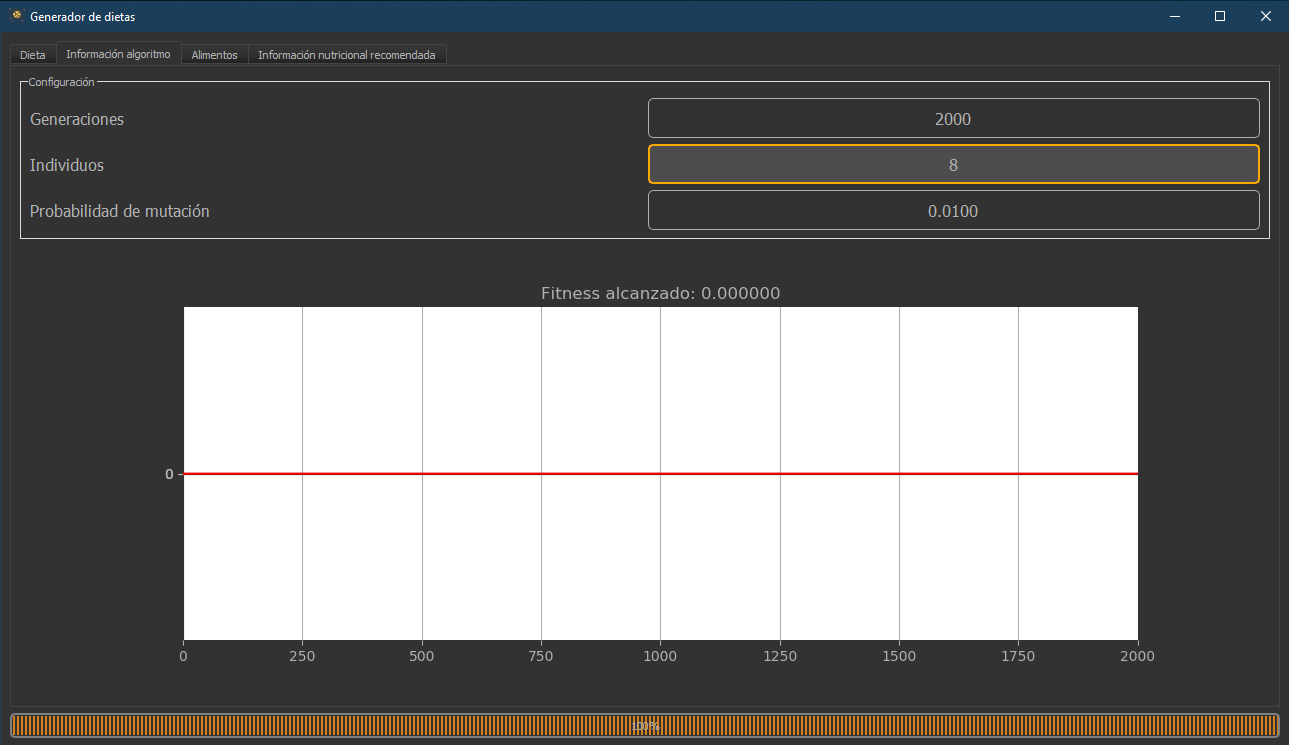 Generador de dietas
Dieta Información algoritmo Alimentos Información nutricional recomendada
Configuración
Generaciones 2000
Individuos 8
Probabilidad de mutación 0.0100
Fitness alcanzado: 0.000000
0
0 250 500 750 1000 1250 1500 1750 2000
100%